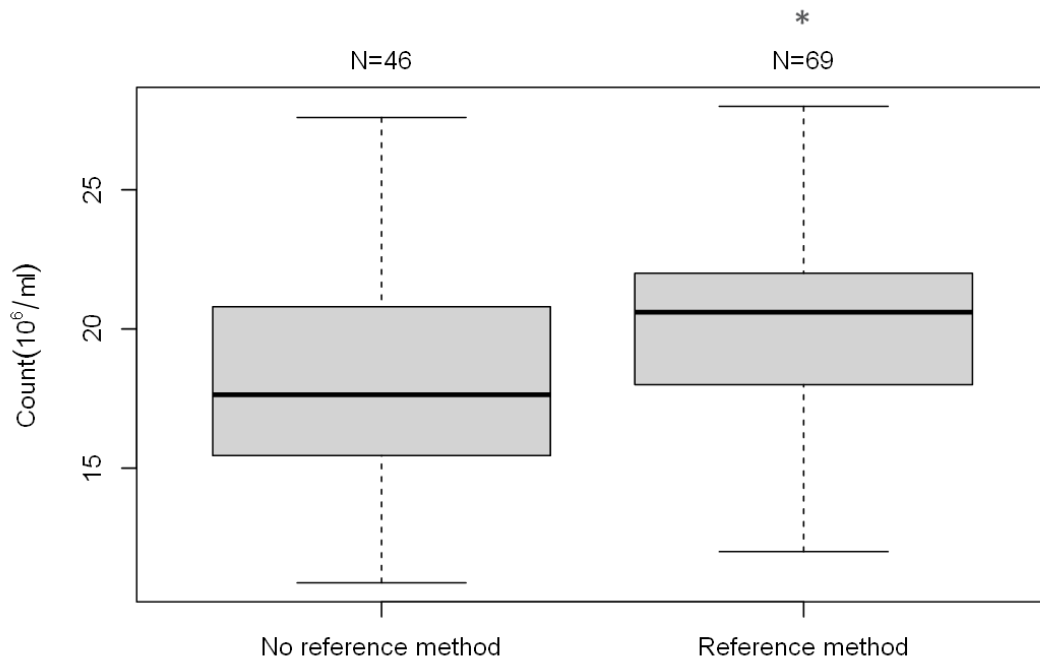 *
N=46 N=69
25
20
15
Count(10⁶/ml)
No reference method Reference method